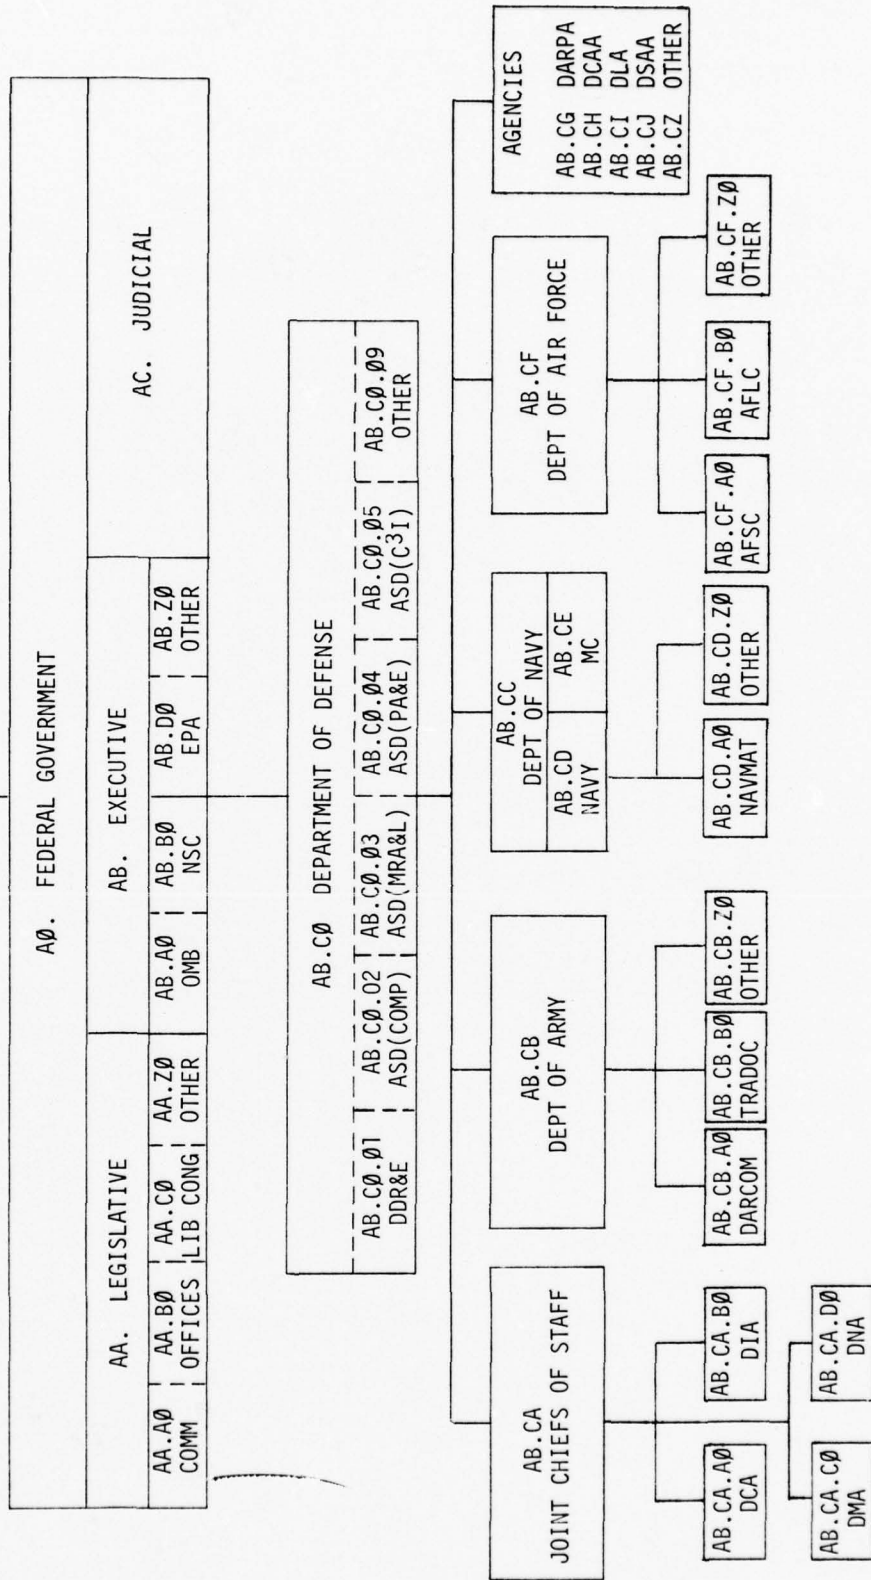 AØ. FEDERAL GOVERNMENT
AA. LEGISLATIVE
AB. EXECUTIVE
AC. JUDICIAL
AA.AØ
COMM
AA.BØ
OFFICES
AA.CØ
LIB CONG
AA.ZØ
OTHER
AB.AØ
OMB
AB.BØ
NSC
AB.DØ
EPA
AB.ZØ
OTHER
AB.CØ DEPARTMENT OF DEFENSE
AB.CØ.Ø1
DDR&E
AB.CØ.02
ASD(COMP)
AB.CØ.Ø3
ASD(MRA&L)
AB.CØ.04
ASD(PA&E)
AB.CØ.Ø5
ASD(C³I)
AB.CØ.09
OTHER
AB.CA
JOINT CHIEFS OF STAFF
AB.CB
DEPT OF ARMY
AB.CC
DEPT OF NAVY
AB.CD
NAVY
AB.CE
MC
AB.CF
DEPT OF AIR FORCE
AGENCIES
AB.CG DARPA
AB.CH DCAA
AB.CI DLA
AB.CJ DSAA
AB.CZ OTHER
AB.CA.AØ
DCA
AB.CA.BØ
DIA
AB.CB.AØ
DARCOM
AB.CB.BØ
TRADOC
AB.CB.ZØ
OTHER
AB.CD.AØ
NAVMAT
AB.CD.ZØ
OTHER
AB.CF.AØ
AFSC
AB.CF.BØ
AFLC
AB.CF.ZØ
OTHER
AB.CA.CØ
DMA
AB.CA.DØ
DNA